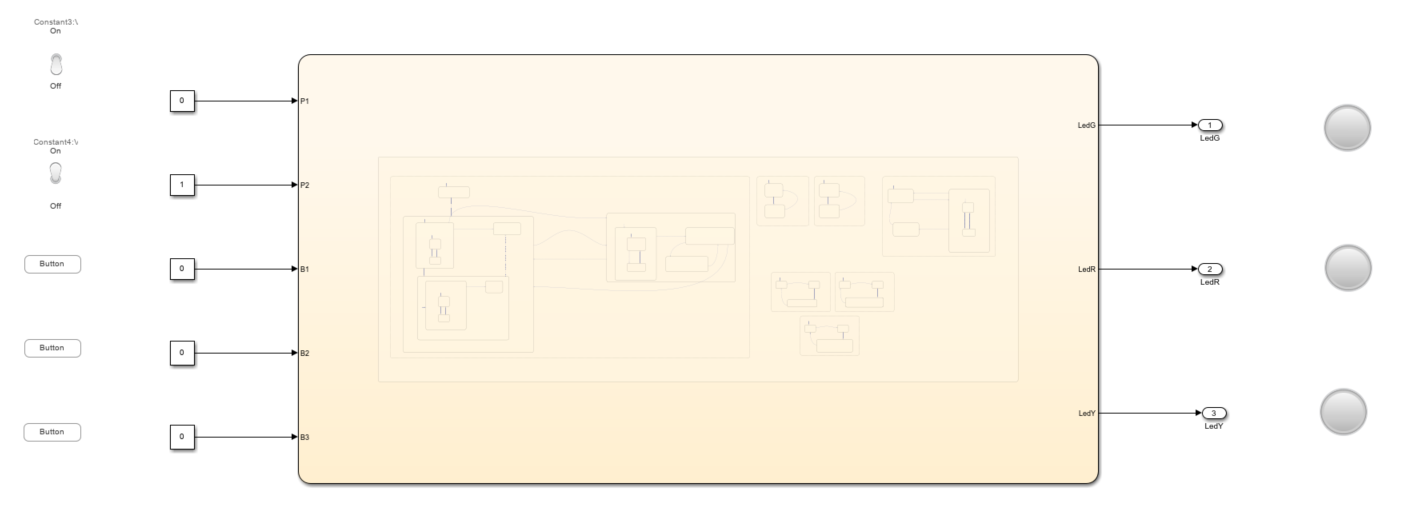 Constant3:V
On
Off
Constant4:V
On
Off
Button
Button
Button
0
1
0
0
0
P1
P2
B1
B2
B3
LedG
LedR
LedY
1
LedG
2
LedR
3
LedY